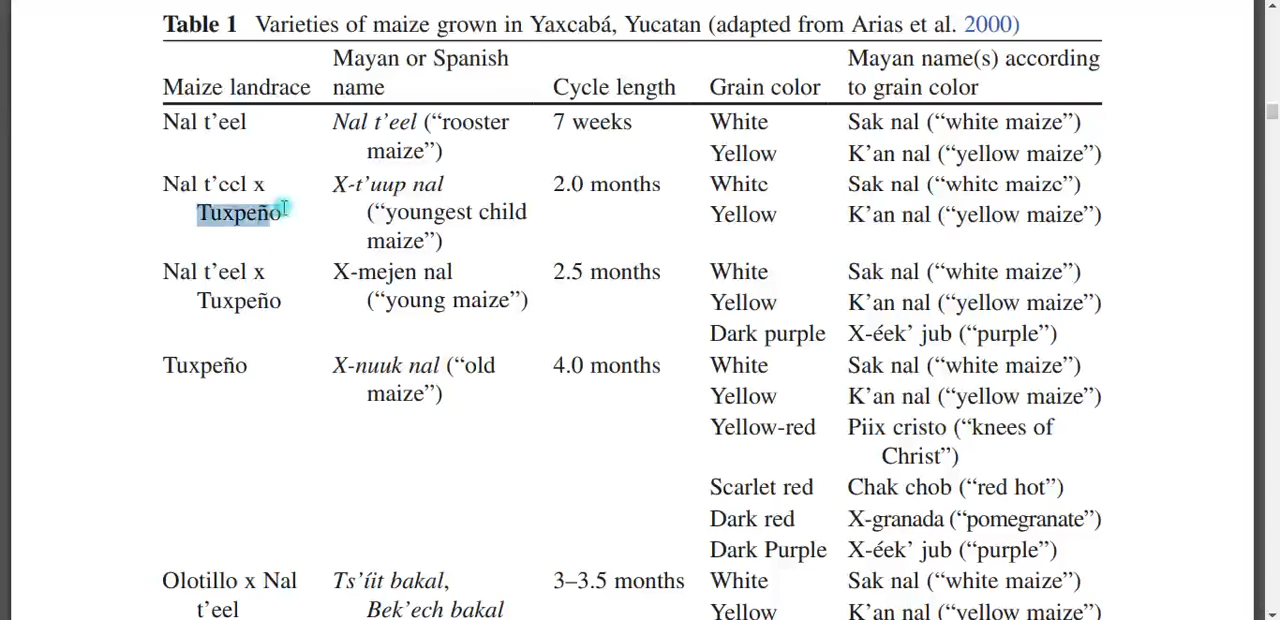 Table 1 Varieties of maize grown in Yaxcabá, Yucatan (adapted from Arias et al. 2000)
Mayan or Spanish Mayan name(s) according
Maize landrace name Cycle length Grain color to grain color
Nal t’eel Nal t’eel (“rooster 7 weeks White Sak nal (“white maize”)
maize”) Yellow K’an nal (“yellow maize”)
Nal t’eel x X-t’uup nal 2.0 months White Sak nal (“white maize”)
Tuxpeño (“youngest child Yellow K’an nal (“yellow maize”)
maize”)
Nal t’eel x X-mejen nal 2.5 months White Sak nal (“white maize”)
Tuxpeño (“young maize”) Yellow K’an nal (“yellow maize”)
Dark purple X-éek’ jub (“purple”)
Tuxpeño X-nuuk nal (“old 4.0 months White Sak nal (“white maize”)
maize”) Yellow K’an nal (“yellow maize”)
Yellow-red Piix cristo (“knees of
Christ”)
Scarlet red Chak chob (“red hot”)
Dark red X-granada (“pomegranate”)
Dark Purple X-éek’ jub (“purple”)
Olotillo x Nal Ts’íit bakal, 3–3.5 months White Sak nal (“white maize”)
t’eel Bek’ech bakal Yellow K’an nal (“yellow maize”)